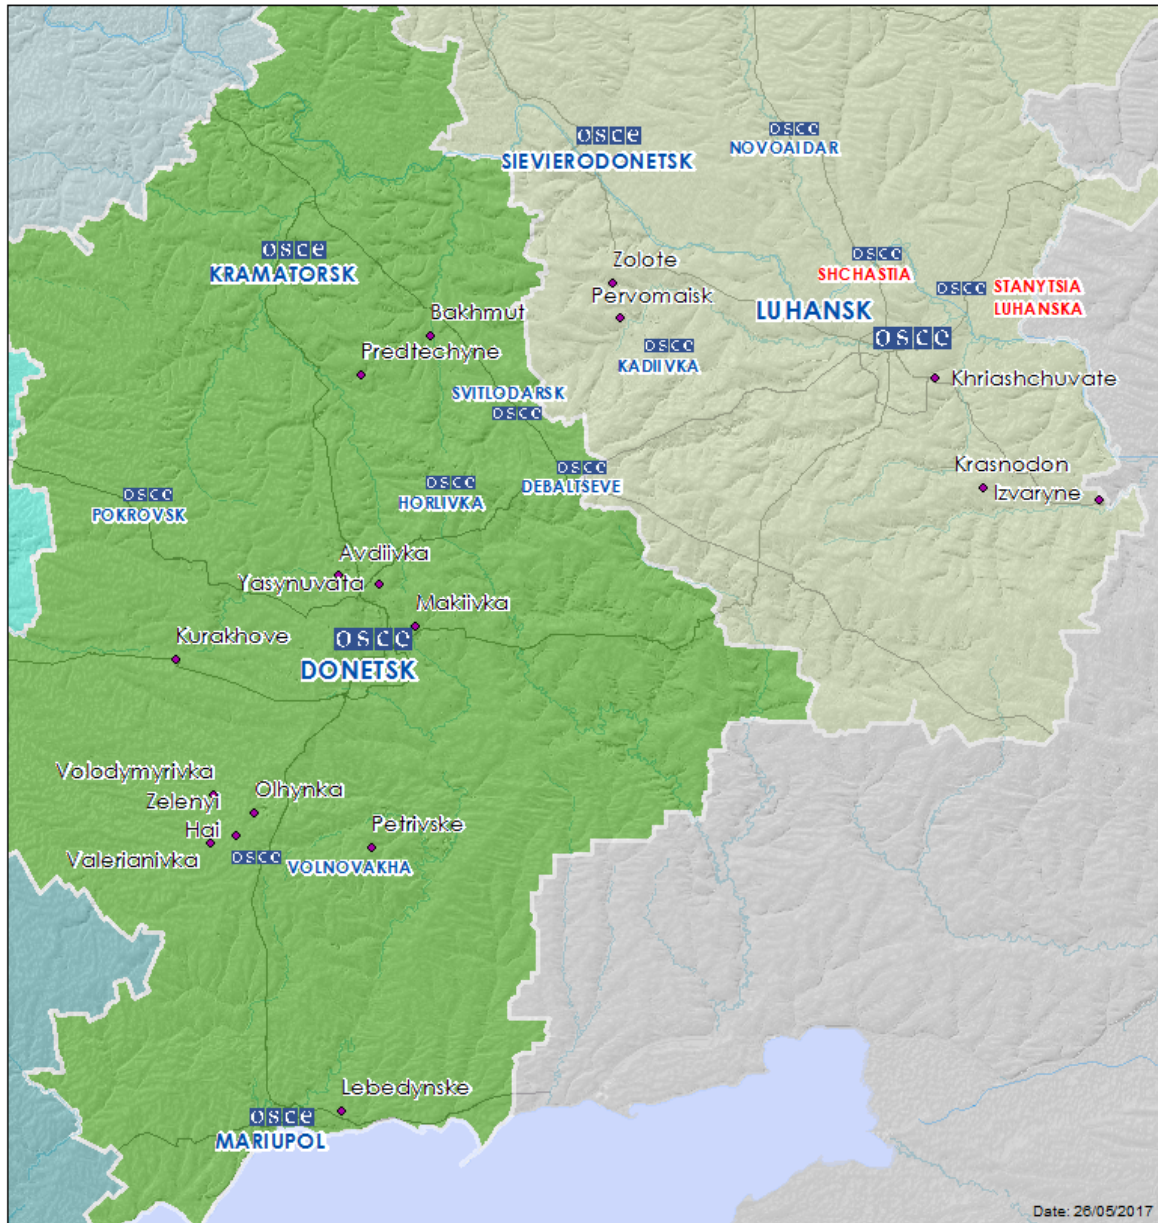 osce
SIEVIERODONETSK
osce
NOVOAIDAR
osce
KRAMATORSK
osce
SHCHASTIA
Zolote
Pervomaisk
osce
STANYTSIA
LUHANSKA
LUHANSK
osce
Bakhmut
Predtechyne
osce
KADIIVKA
Khriashchuvate
SVITLODARSK
osce
osce
DEBALTSEVE
Krasnodon
Izvaryne
osce
POKROVSK
osce
HORLIVKA
Avdiivka
Yasynuvata
Makiivka
Kurakhove
osce
DONETSK
Volodymyrivka
Zelenyi
Hai
Olhynka
Valerianivka
Petrivske
osce
VOLNOVAKHA
Lebedynske
osce
MARIUPOL
Date: 26/05/2017